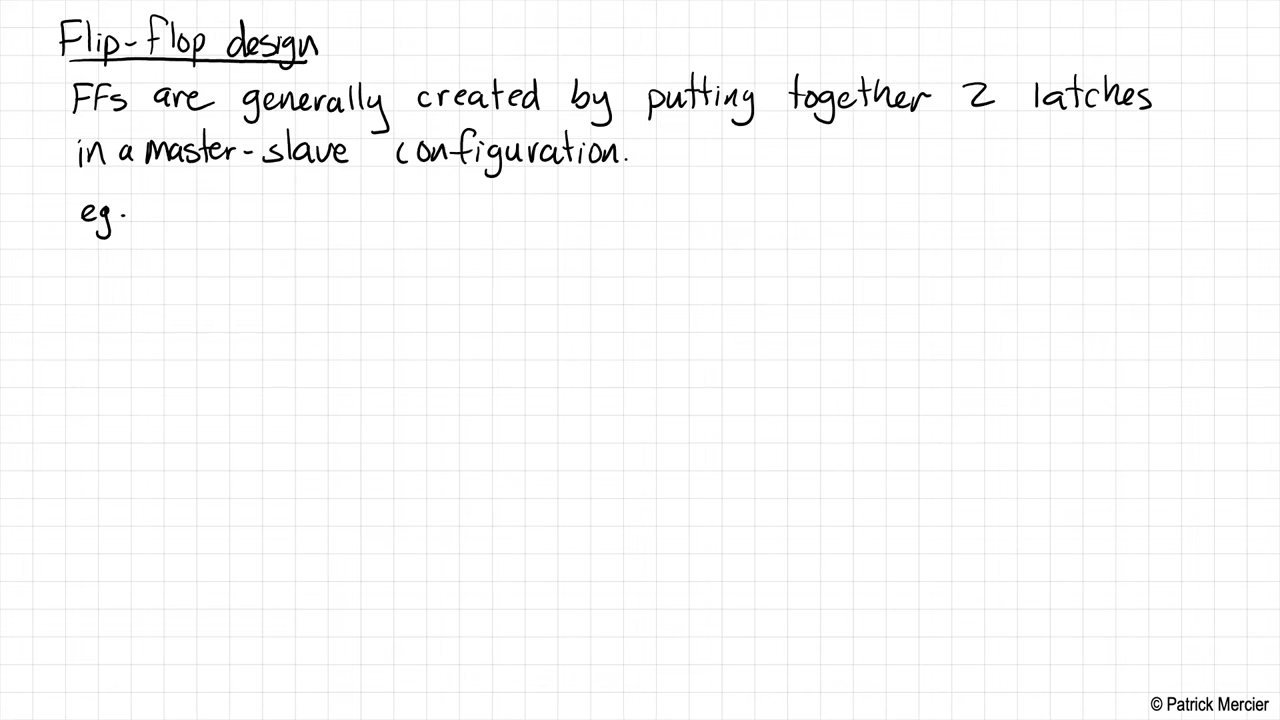 Flip-flop design
FFs are generally created by putting together 2 latches
in a master-slave configuration.
eg.
© Patrick Mercier